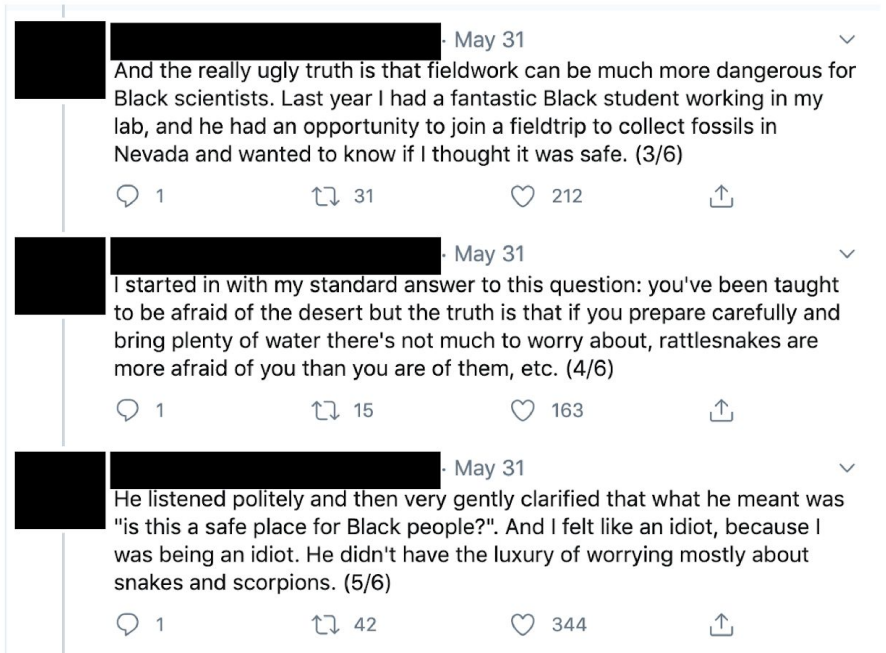 · May 31
And the really ugly truth is that fieldwork can be much more dangerous for
Black scientists. Last year I had a fantastic Black student working in my
lab, and he had an opportunity to join a fieldtrip to collect fossils in
Nevada and wanted to know if I thought it was safe. (3/6)
1 31 212
· May 31
I started in with my standard answer to this question: you've been taught
to be afraid of the desert but the truth is that if you prepare carefully and
bring plenty of water there's not much to worry about, rattlesnakes are
more afraid of you than you are of them, etc. (4/6)
1 15 163
· May 31
He listened politely and then very gently clarified that what he meant was
"is this a safe place for Black people?". And I felt like an idiot, because I
was being an idiot. He didn't have the luxury of worrying mostly about
snakes and scorpions. (5/6)
1 42 344